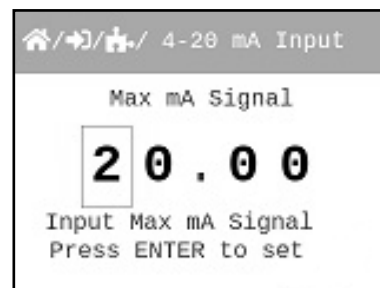 / / / 4-20 mA Input
Max mA Signal
20.00
Input Max mA Signal
Press ENTER to set